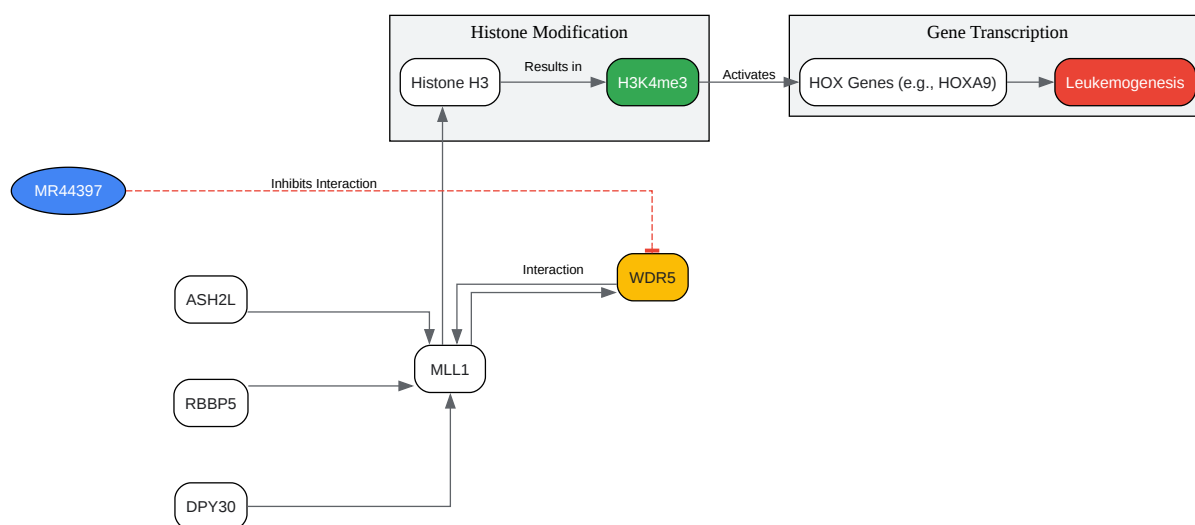 Histone Modification
Gene Transcription
Histone H3
Results in
H3K4me3
Activates
HOX Genes (e.g., HOXA9)
Leukemogenesis
MR44397
Inhibits Interaction
Interaction
WDR5
ASH2L
MLL1
RBBP5
DPY30